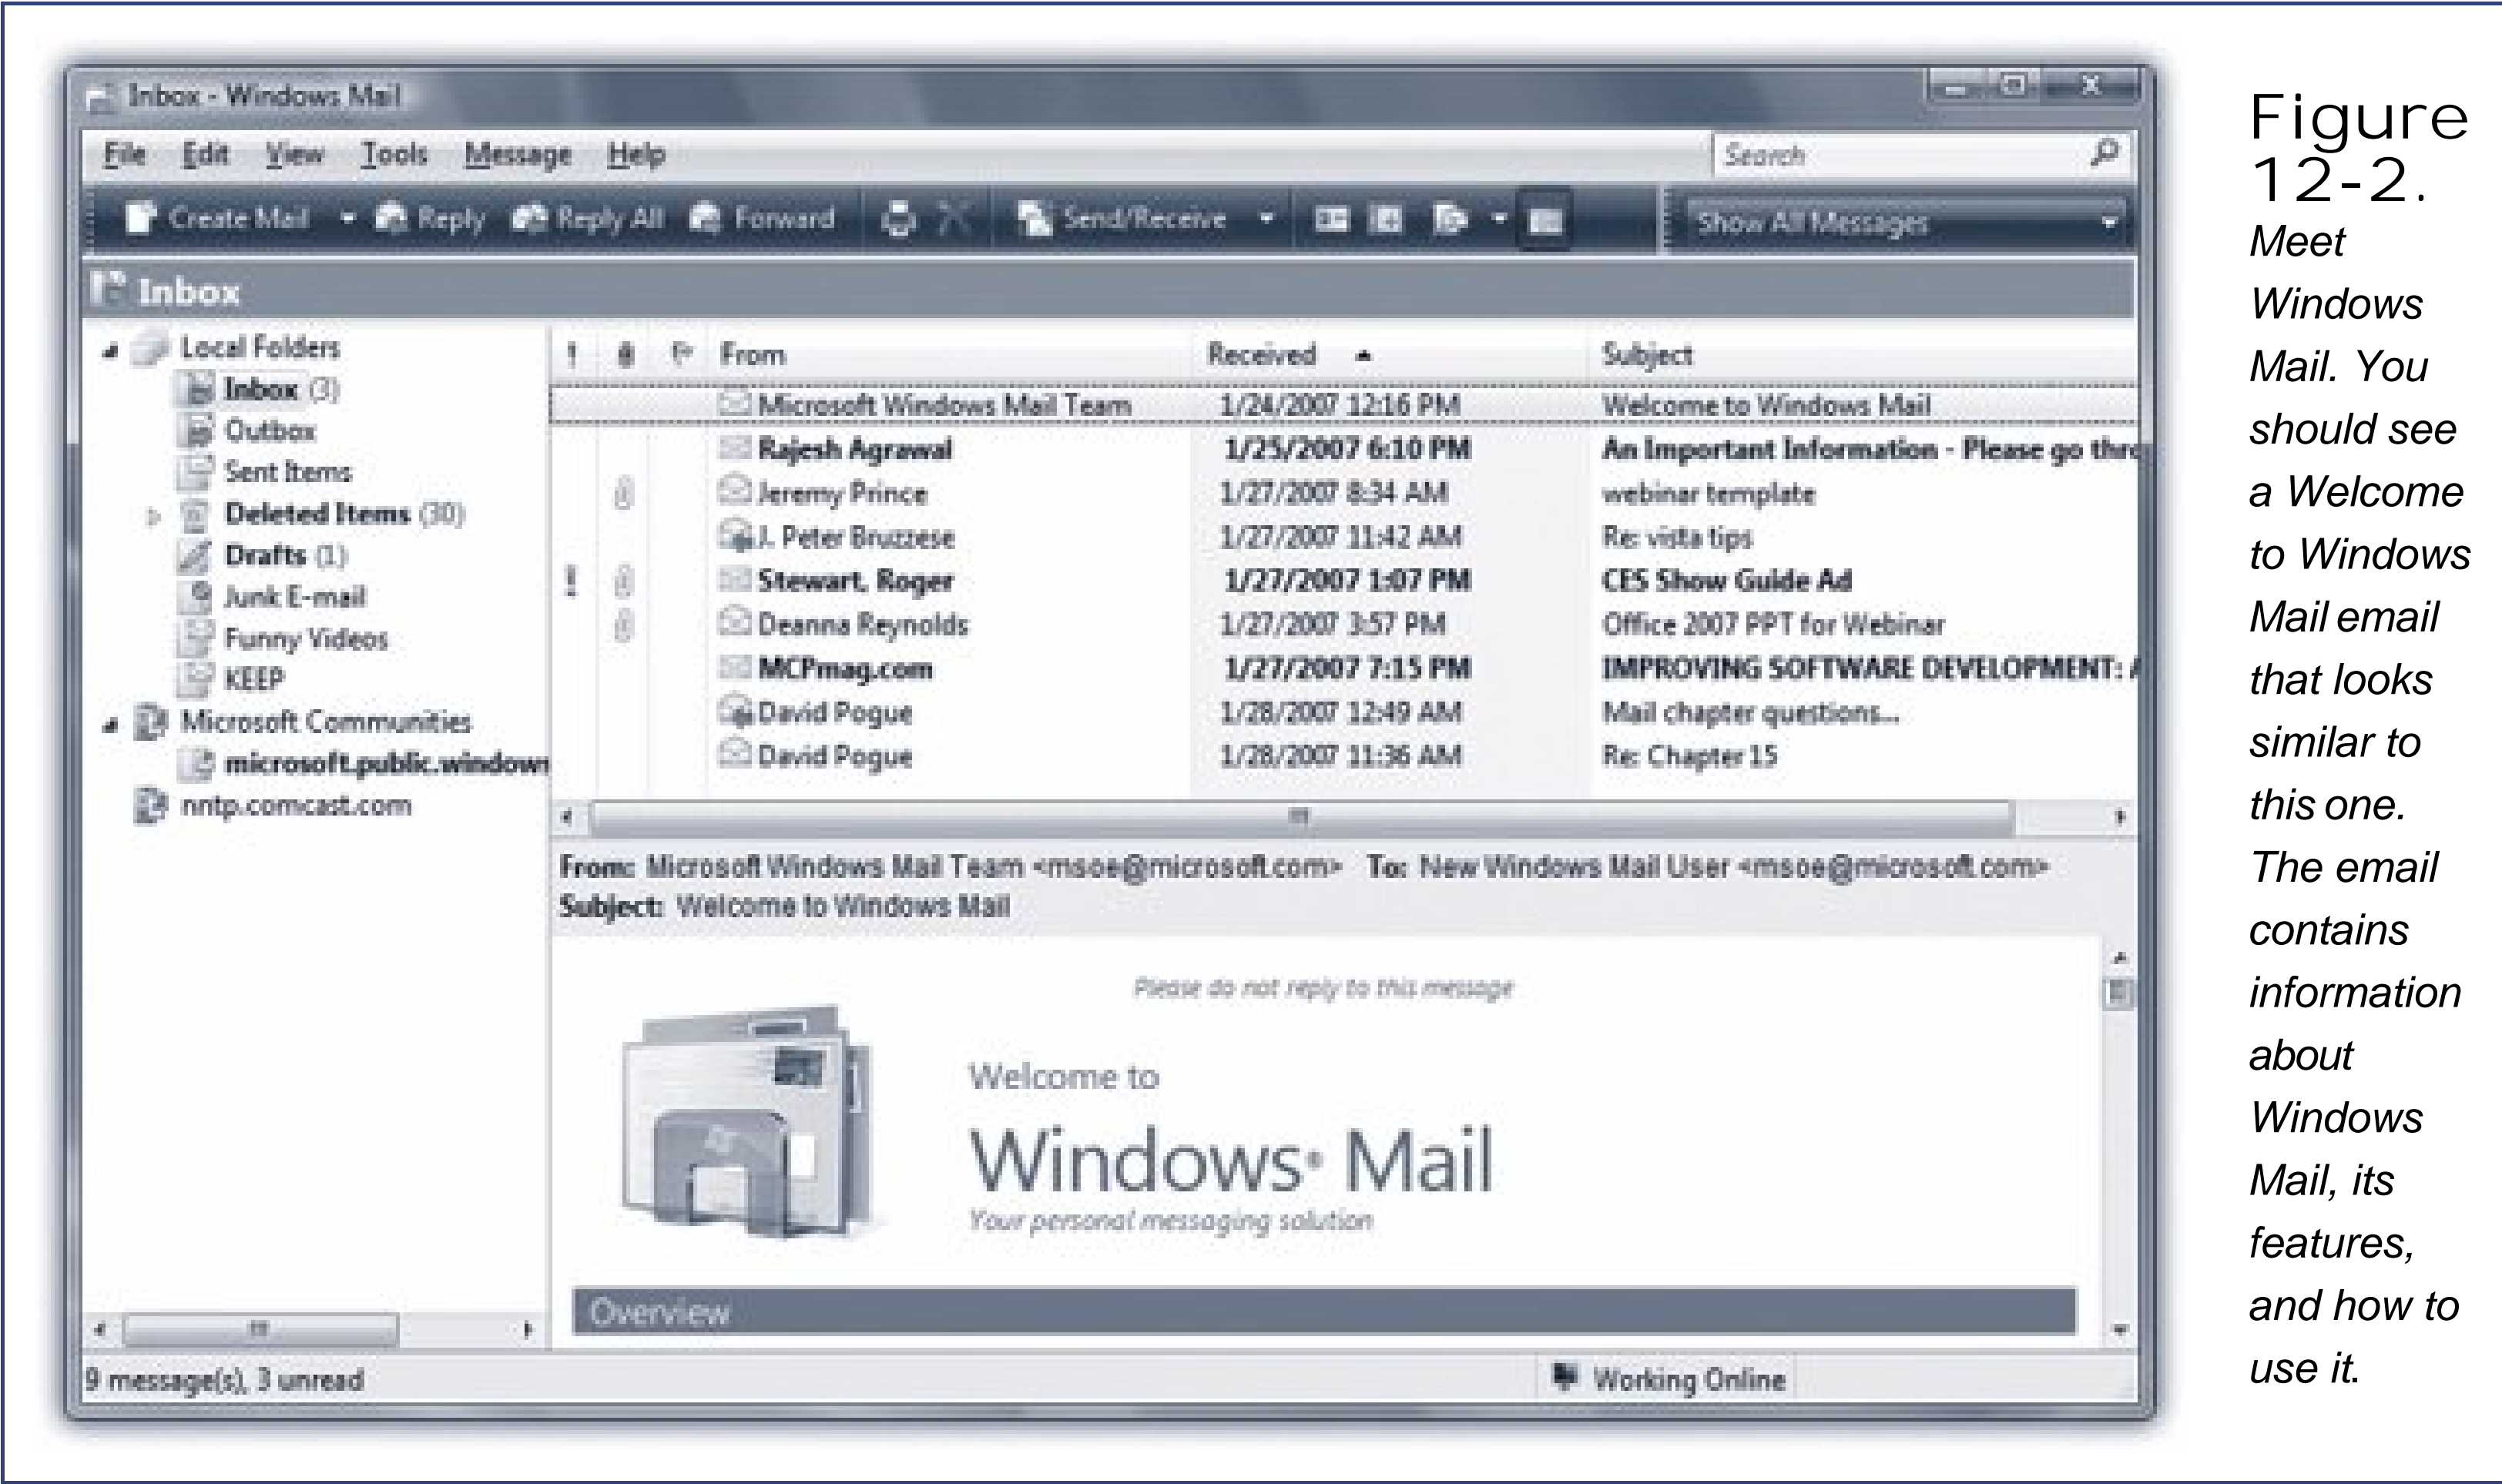 Inbox - Windows Mail
File Edit View Tools Message Help
Search
Create Mail Reply Reply All Forward Send/Receive Show All Messages
Inbox
Local Folders
Inbox (3)
Outbox
Sent Items
Deleted Items (30)
Drafts (1)
Junk E-mail
Funny Videos
KEEP
Microsoft Communities
microsoft.public.windows
nntp.comcast.com
! From Received Subject
Microsoft Windows Mail Team 1/24/2007 12:16 PM Welcome to Windows Mail
Rajesh Agrawal 1/25/2007 6:10 PM An Important Information - Please go thro
Jeremy Prince 1/27/2007 8:34 AM webinar template
J. Peter Bruzzese 1/27/2007 11:42 AM Re: vista tips
! Stewart, Roger 1/27/2007 1:07 PM CES Show Guide Ad
Deanna Reynolds 1/27/2007 3:57 PM Office 2007 PPT for Webinar
MCPmag.com 1/27/2007 7:15 PM IMPROVING SOFTWARE DEVELOPMENT: A
David Pogue 1/28/2007 12:49 AM Mail chapter questions...
David Pogue 1/28/2007 11:36 AM Re: Chapter 15
From: Microsoft Windows Mail Team <msoe@microsoft.com> To: New Windows Mail User <msoe@microsoft.com>
Subject: Welcome to Windows Mail
Please do not reply to this message
Welcome to
Windows® Mail
Your personal messaging solution
Overview
9 message(s), 3 unread
Working Online
Figure
12-2.
Meet
Windows
Mail. You
should see
a Welcome
to Windows
Mail email
that looks
similar to
this one.
The email
contains
information
about
Windows
Mail, its
features,
and how to
use it.